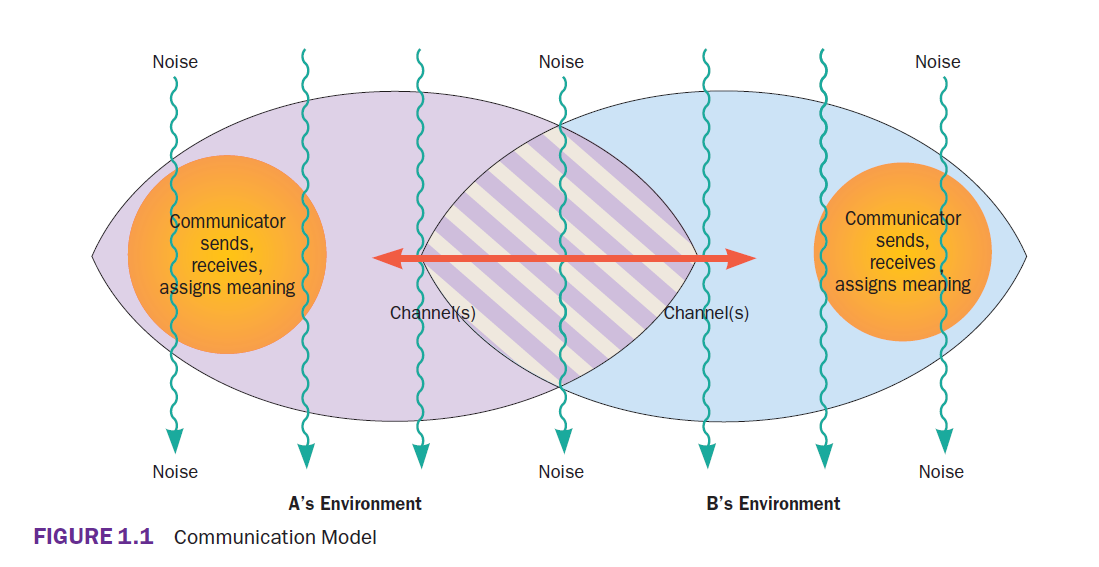 Noise
Noise
Noise
Communicator
sends,
receives,
assigns meaning
Communicator
sends,
receives,
assigns meaning
Channel(s)
Channel(s)
Noise
Noise
Noise
A's Environment
B's Environment
FIGURE 1.1 Communication Model